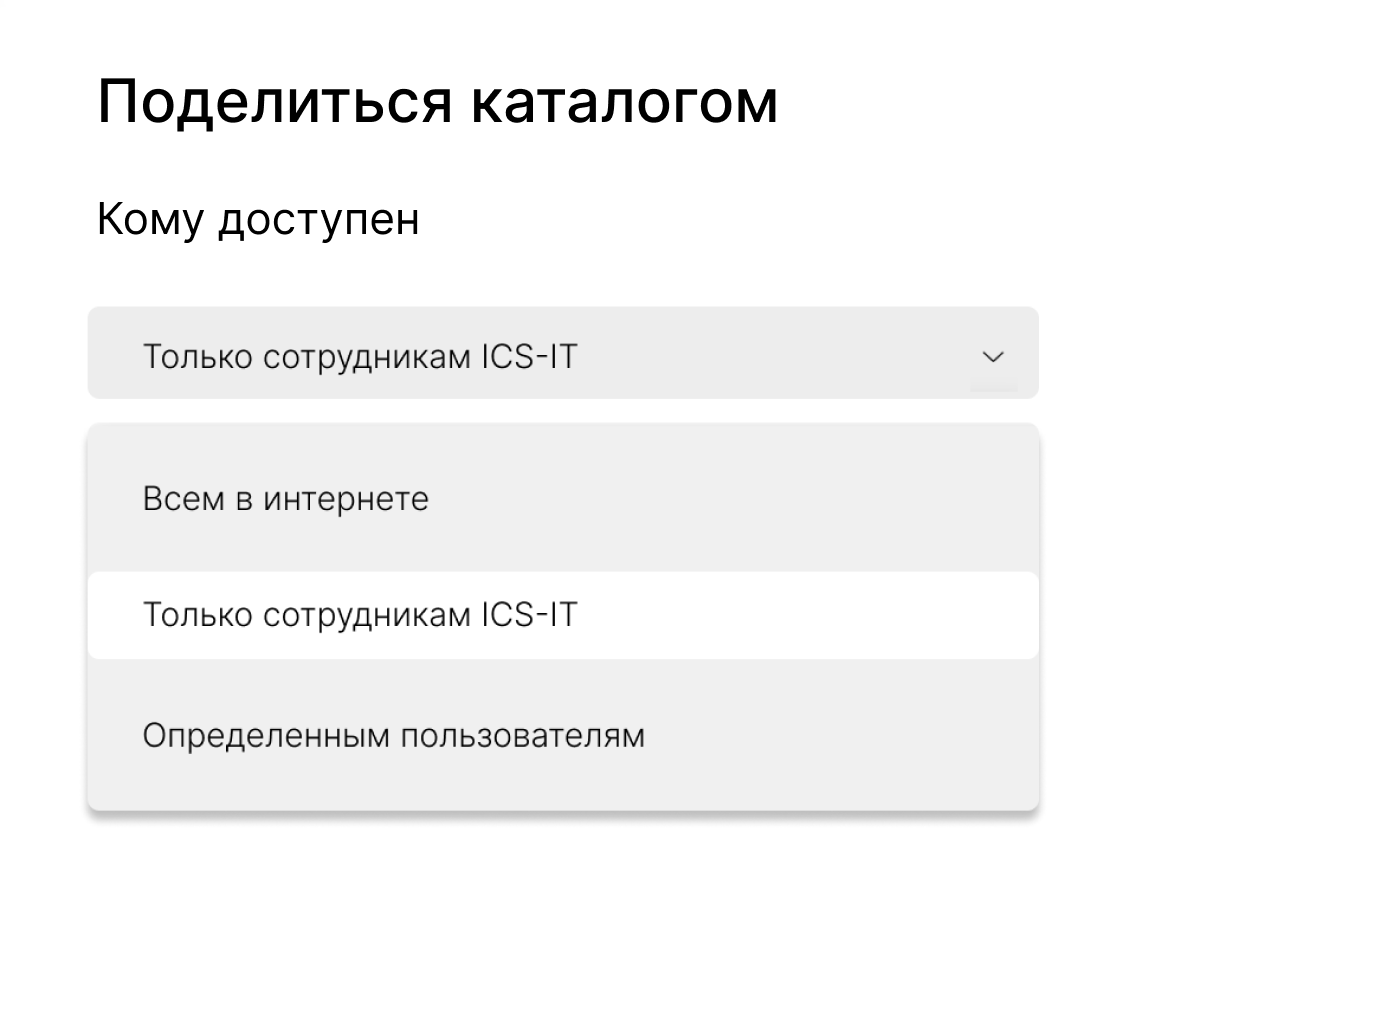 Поделиться каталогом
Кому доступен
Только сотрудникам ICS-IT
Всем в интернете
Только сотрудникам ICS-IT
Определенным пользователям